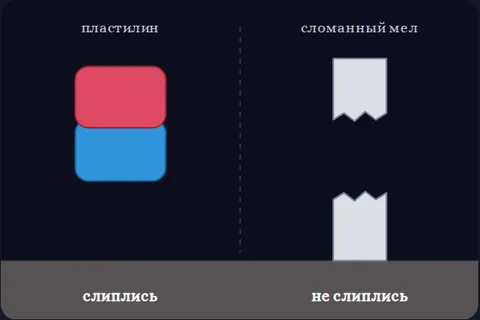 пластилин
сломанный мел
слиплись
не слиплись